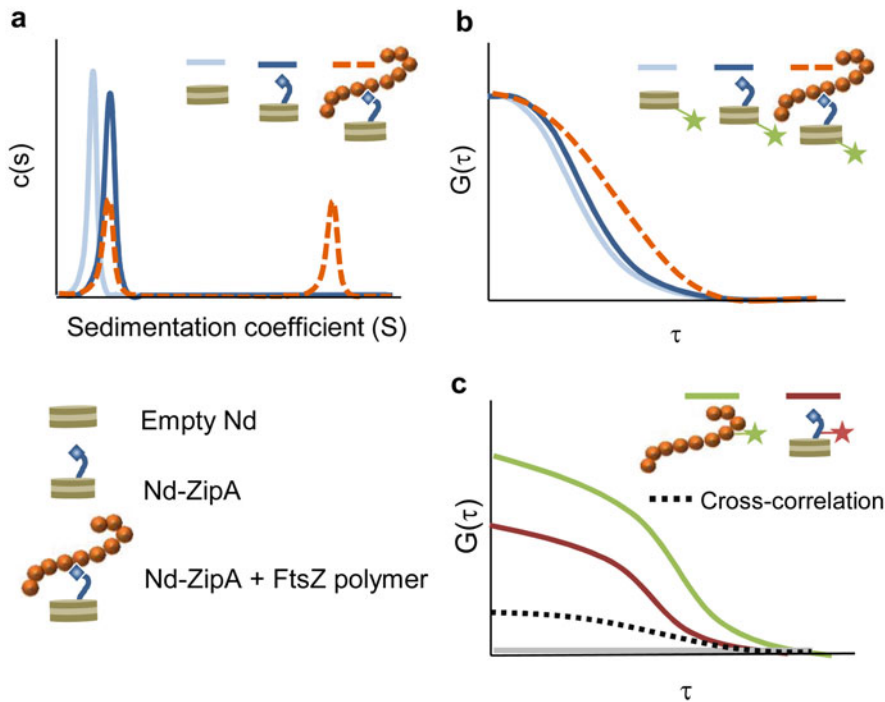 a
c(s)
Sedimentation coefficient (S)
b
G(τ)
τ
Empty Nd
Nd-ZipA
Nd-ZipA + FtsZ polymer
c
Cross-correlation
G(τ)
τ